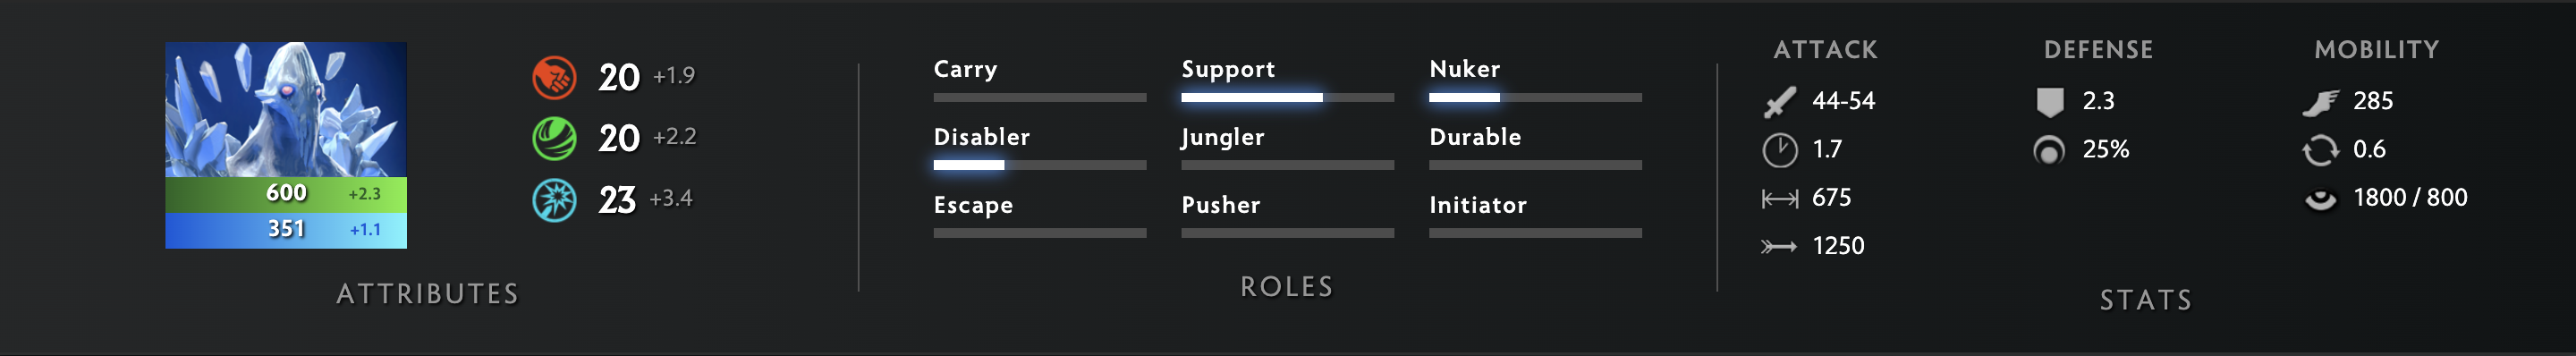 600 +2.3
351 +1.1
20 +1.9
20 +2.2
23 +3.4
ATTRIBUTES
Carry
Support
Nuker
Disabler
Jungler
Durable
Escape
Pusher
Initiator
ROLES
ATTACK
44-54
1.7
675
1250
DEFENSE
2.3
25%
MOBILITY
285
0.6
1800 / 800
STATS